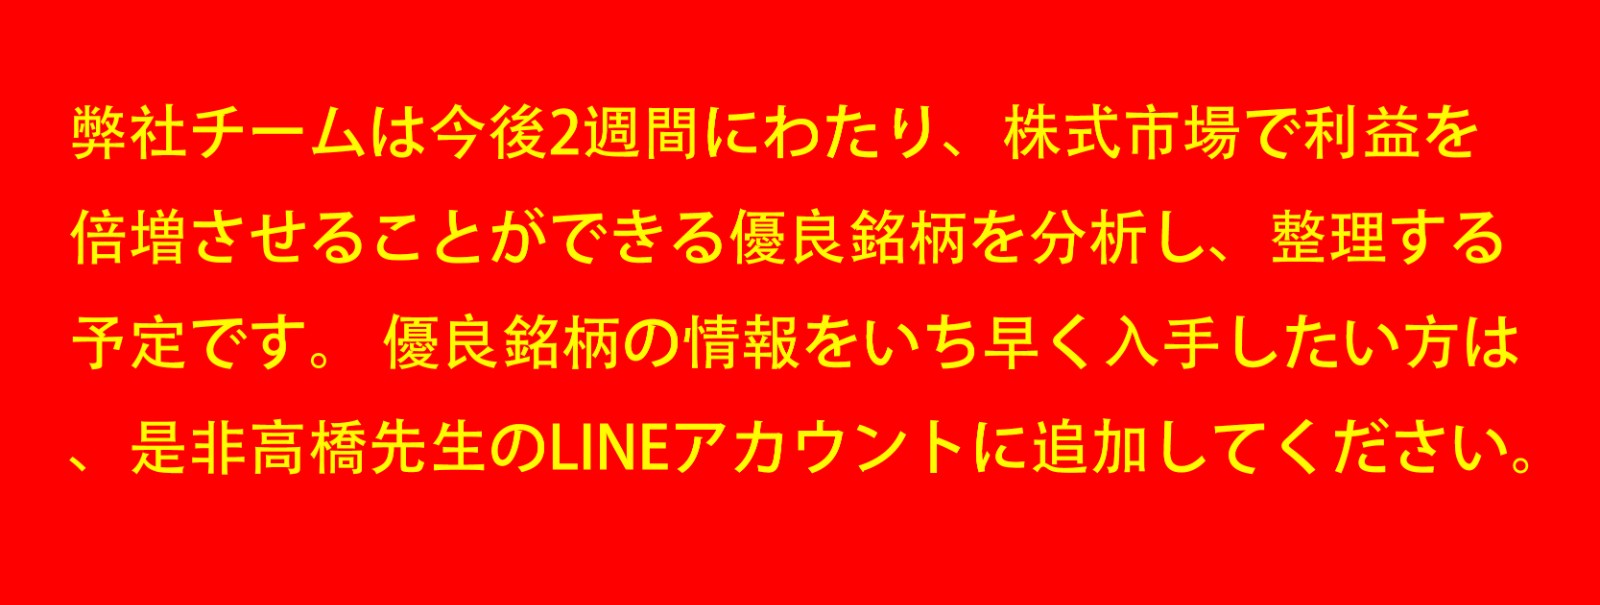 弊社チームは今後2週間にわたり、株式市場で利益を
倍増させることができる優良銘柄を分析し、整理する
予定です。 優良銘柄の情報をいち早く入手したい方は
、是非高橋先生のLINEアカウントに追加してください。